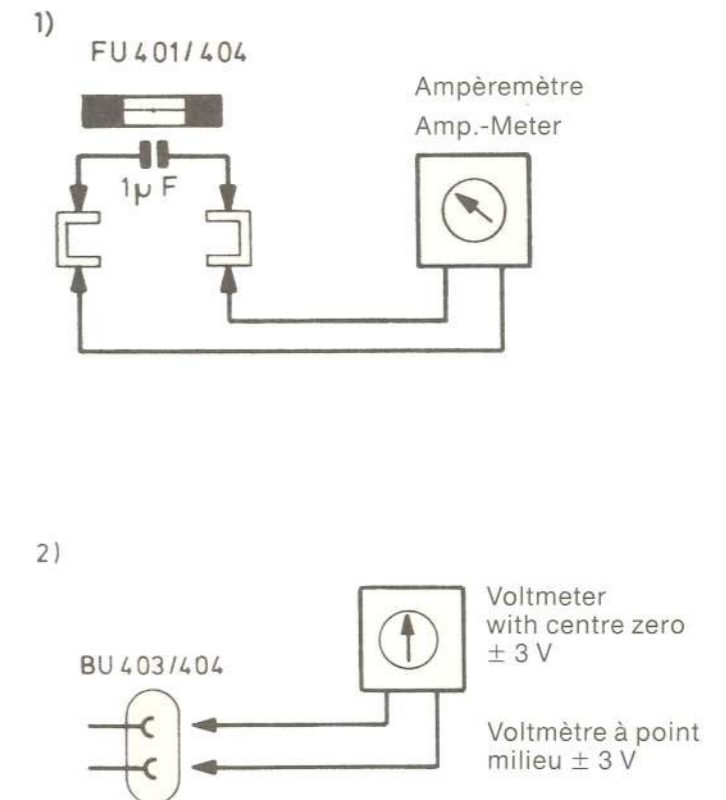 1)
FU 401/404
Ampèremètre
Amp.-Meter
1µ F
2)
Voltmeter
with centre zero
± 3 V
BU 403/404
Voltmètre à point
milieu ± 3 V